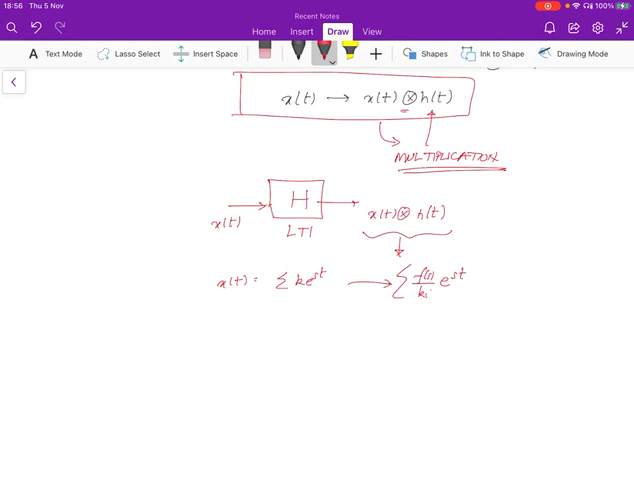 18:56 Thu 5 Nov
Recent Notes
100%
Home Insert Draw View
A Text Mode Lasso Select Insert Space Shapes Ink to Shape Drawing Mode
x(t) → x(t) ⊗ h(t)
MULTIPLICATION
H
x(t) x(t) ⊗ h(t)
LTI
x(t) = Σ k e^{st} → Σ f(s)/ki e^{st}